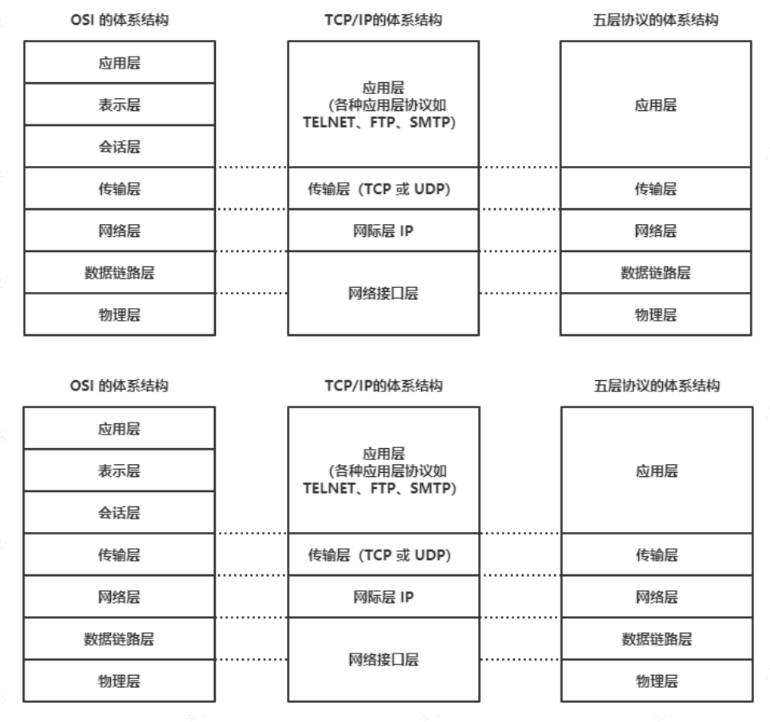 OSI 的体系结构
TCP/IP的体系结构
五层协议的体系结构
应用层
表示层
会话层
传输层
网络层
数据链路层
物理层
应用层
(各种应用层协议如
TELNET、FTP、SMTP)
传输层（TCP 或 UDP）
网际层 IP
网络接口层
应用层
传输层
网络层
数据链路层
物理层
OSI 的体系结构
TCP/IP的体系结构
五层协议的体系结构
应用层
表示层
会话层
传输层
网络层
数据链路层
物理层
应用层
(各种应用层协议如
TELNET、FTP、SMTP)
传输层（TCP 或 UDP）
网际层 IP
网络接口层
应用层
传输层
网络层
数据链路层
物理层